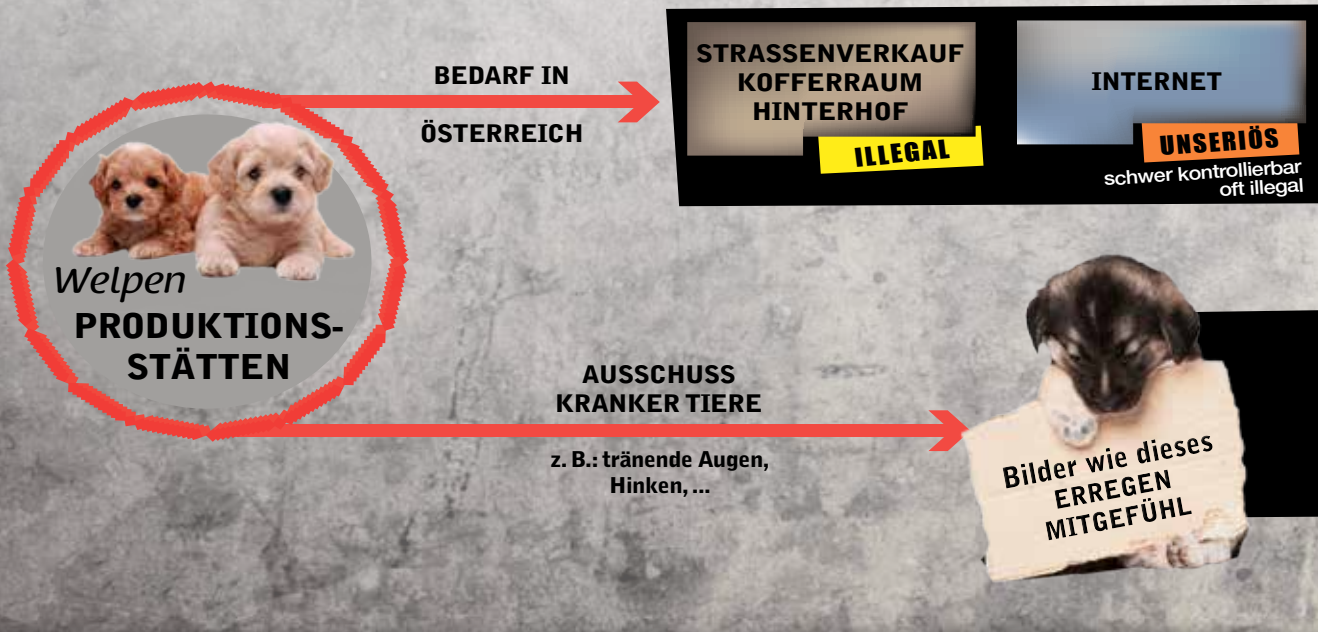 BEDARF IN
ÖSTERREICH
STRASSENVERKAUF
KOFFERRAUM
HINTERHOF
ILLEGAL
INTERNET
UNSERIÖS
schwer kontrollierbar
oft illegal
Welpen
PRODUKTIONS-
STÄTTEN
AUSSCHUSS
KRANKER TIERE
z. B.: tränende Augen,
Hinken, ...
Bilder wie dieses
ERREGEN
MITGEFÜHL